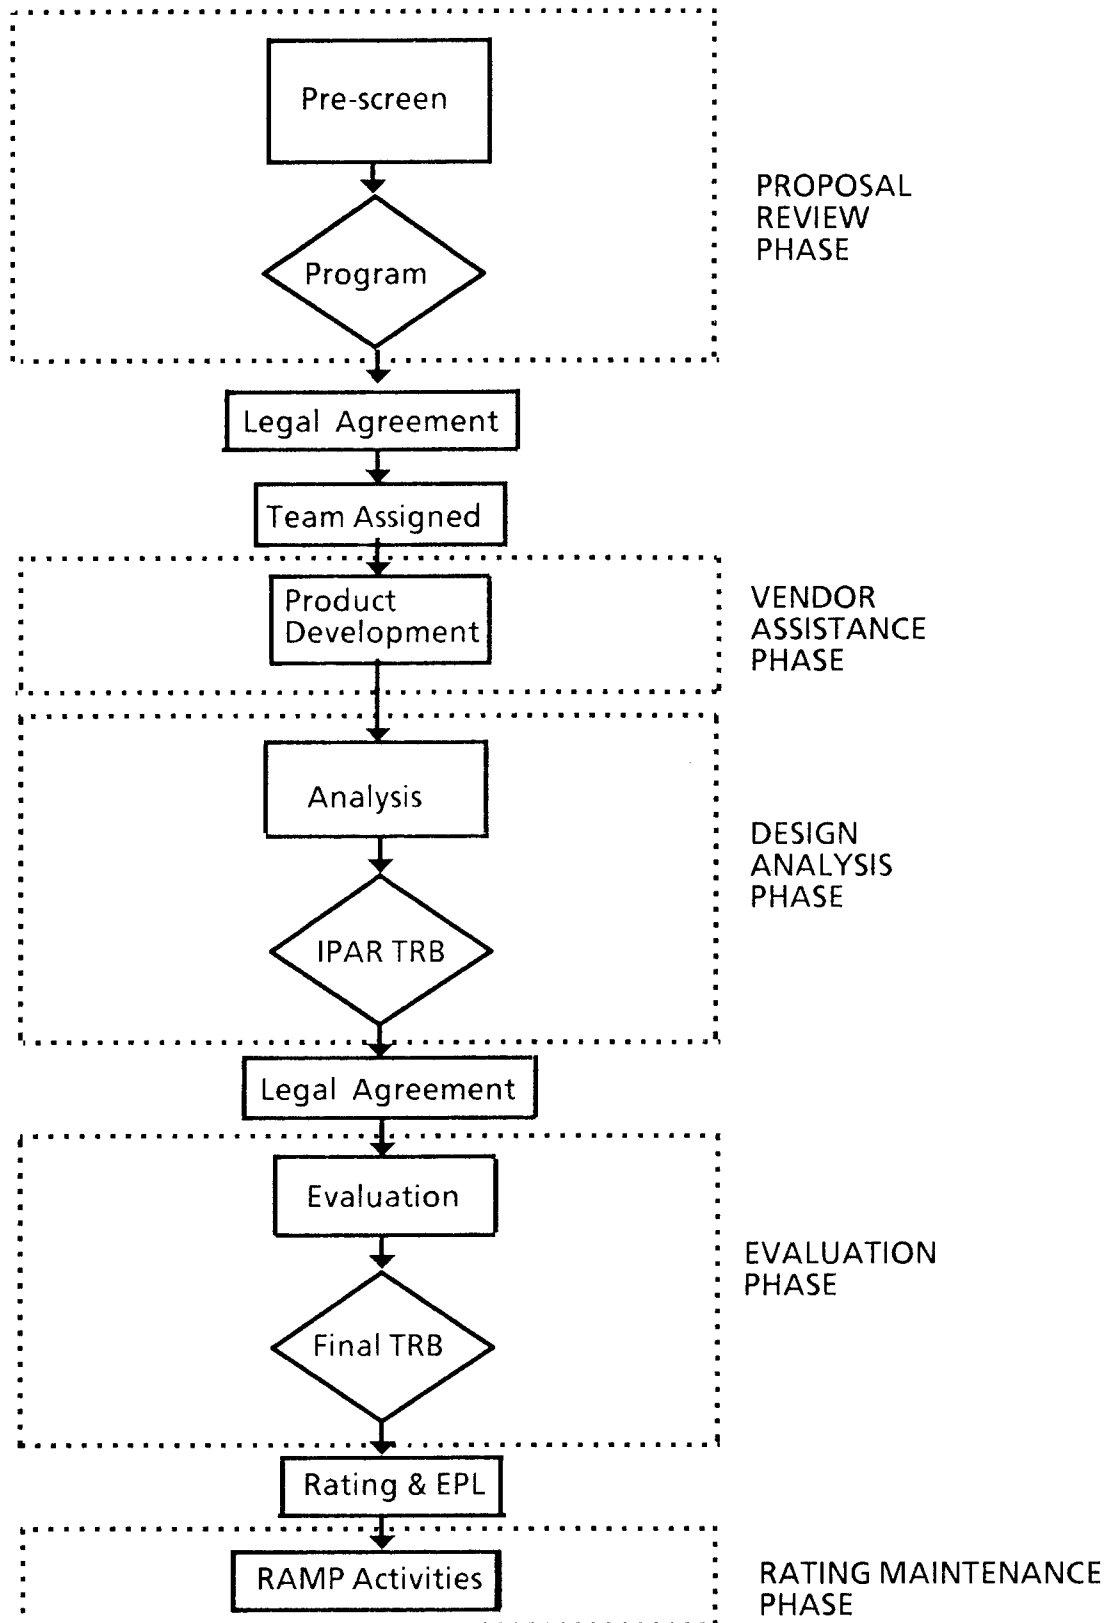 Pre-screen
PROPOSAL
REVIEW
PHASE
Program
Legal Agreement
Team Assigned
Product
Development
VENDOR
ASSISTANCE
PHASE
Analysis
DESIGN
ANALYSIS
PHASE
IPAR TRB
Legal Agreement
Evaluation
EVALUATION
PHASE
Final TRB
Rating & EPL
RAMP Activities
RATING MAINTENANCE
PHASE